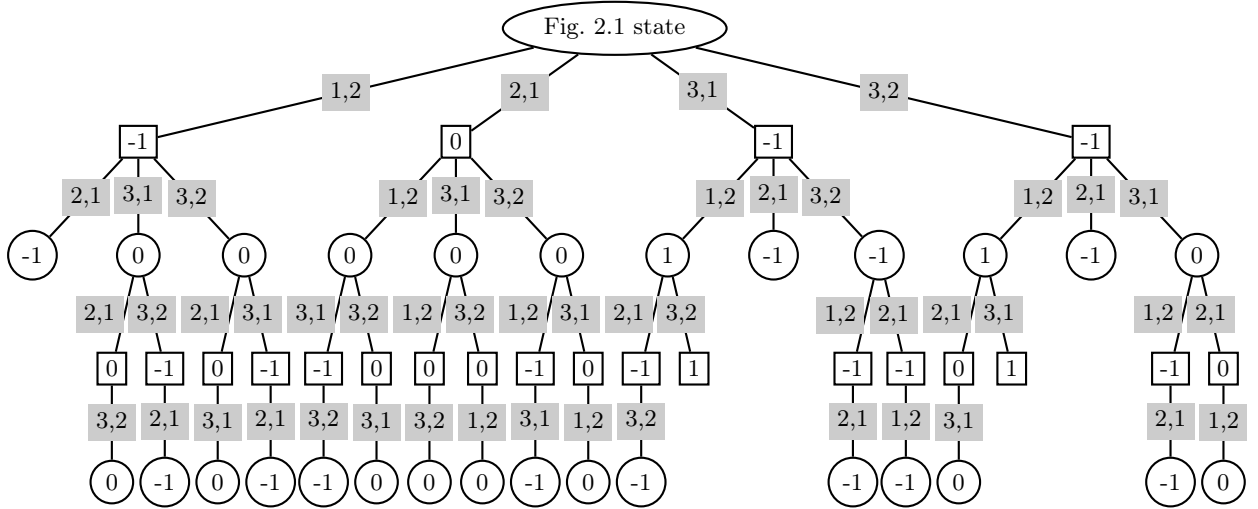 Fig. 2.1 state
1,2 2,1 3,1 3,2
-1 0 -1 -1
2,1 3,1 3,2 1,2 3,1 3,2 1,2 2,1 3,2 1,2 2,1 3,1
-1 0 0 0 0 0 1 -1 -1 1 -1 0
2,1 3,2 2,1 3,1 3,1 3,2 1,2 3,2 1,2 3,1 2,1 3,2 1,2 2,1 2,1 3,1 1,2 2,1
0 -1 0 -1 -1 0 0 0 -1 0 -1 1 -1 -1 0 1 -1 0
3,2 2,1 3,1 2,1 3,2 3,1 3,2 1,2 3,1 1,2 3,2 2,1 1,2 3,1 2,1 1,2
0 -1 0 -1 -1 0 0 0 -1 0 -1 -1 -1 0 -1 0